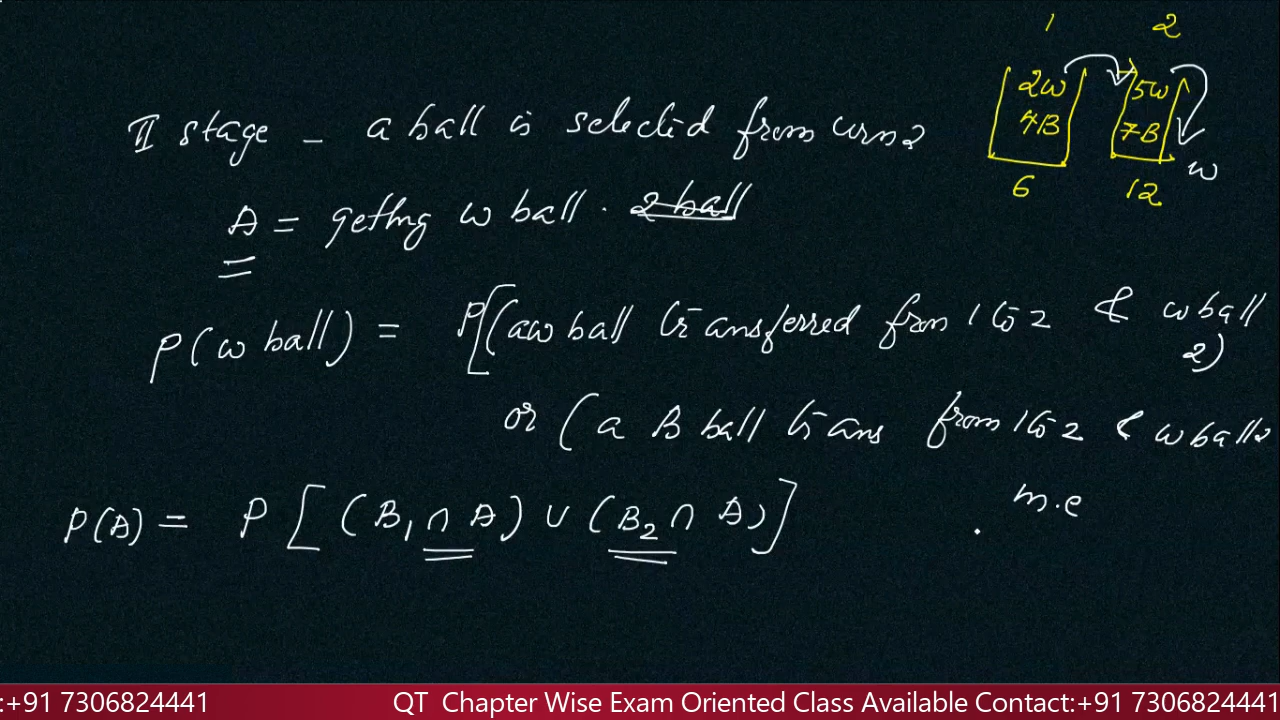 1 2
2W 5W
4B 7B
W
6 12
II stage - a ball is selected from urn 2
A = getting W ball. 2 ball
P(W ball) = P[(a W ball transferred from 1 to 2 & W ball
2)
or (a B ball trans from 1 to 2 & W ball 2
m.e
P(A) = P[(B₁ ∩ A) ∪ (B₂ ∩ A)]
:+91 7306824441 QT Chapter Wise Exam Oriented Class Available Contact:+91 7306824441